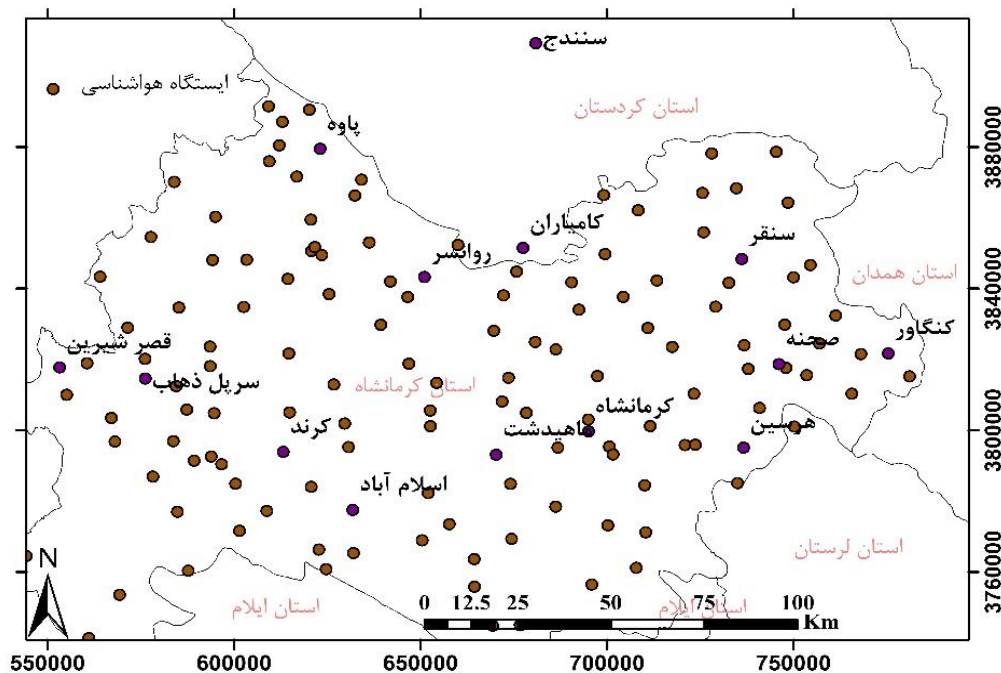 سنندج
ایستگاه هواشناسی
استان کردستان
پاوه
3880000
کامیاران
سنقر
روانسر
استان همدان
3840000
کنگاور
صحنه
قصر شیرین
سرپل ذهاب
استان کرمانشاه
کرمانشاه
ماهیدشت
هرسین
کرند
3800000
اسلام آباد
استان لرستان
N
3760000
استان ایلام
استان ایلام
0 12.5 25 50 75 100
Km
550000 600000 650000 700000 750000